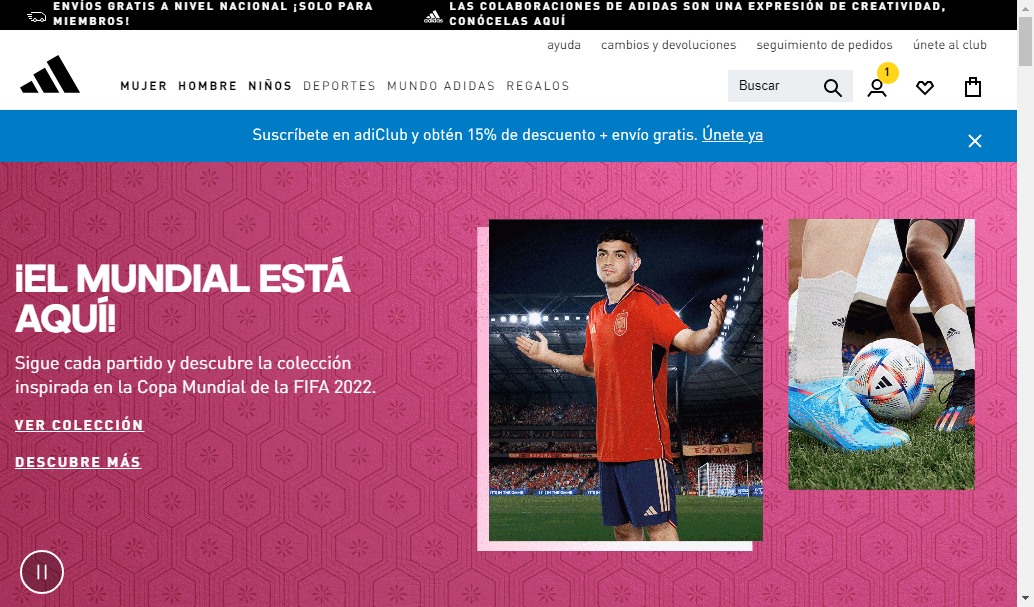 ENVÍOS GRATIS A NIVEL NACIONAL ¡SOLO PARA
MIEMBROS!
LAS COLABORACIONES DE ADIDAS SON UNA EXPRESIÓN DE CREATIVIDAD,
CONÓCELAS AQUÍ
ayuda cambios y devoluciones seguimiento de pedidos únete al club
MUJER HOMBRE NIÑOS DEPORTES MUNDO ADIDAS REGALOS
Buscar
1
Suscríbete en adiClub y obtén 15% de descuento + envío gratis. Únete ya
¡EL MUNDIAL ESTÁ
AQUÍ!
Sigue cada partido y descubre la colección
inspirada en la Copa Mundial de la FIFA 2022.
VER COLECCIÓN
DESCUBRE MÁS
ESPAÑA